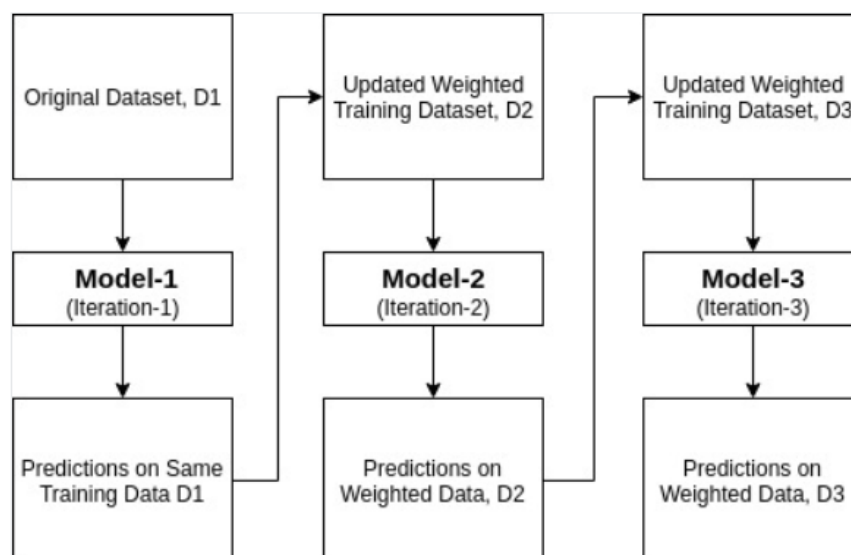 Original Dataset, D1
Model-1
(Iteration-1)
Predictions on Same
Training Data D1
Updated Weighted
Training Dataset, D2
Model-2
(Iteration-2)
Predictions on
Weighted Data, D2
Updated Weighted
Training Dataset, D3
Model-3
(Iteration-3)
Predictions on
Weighted Data, D3